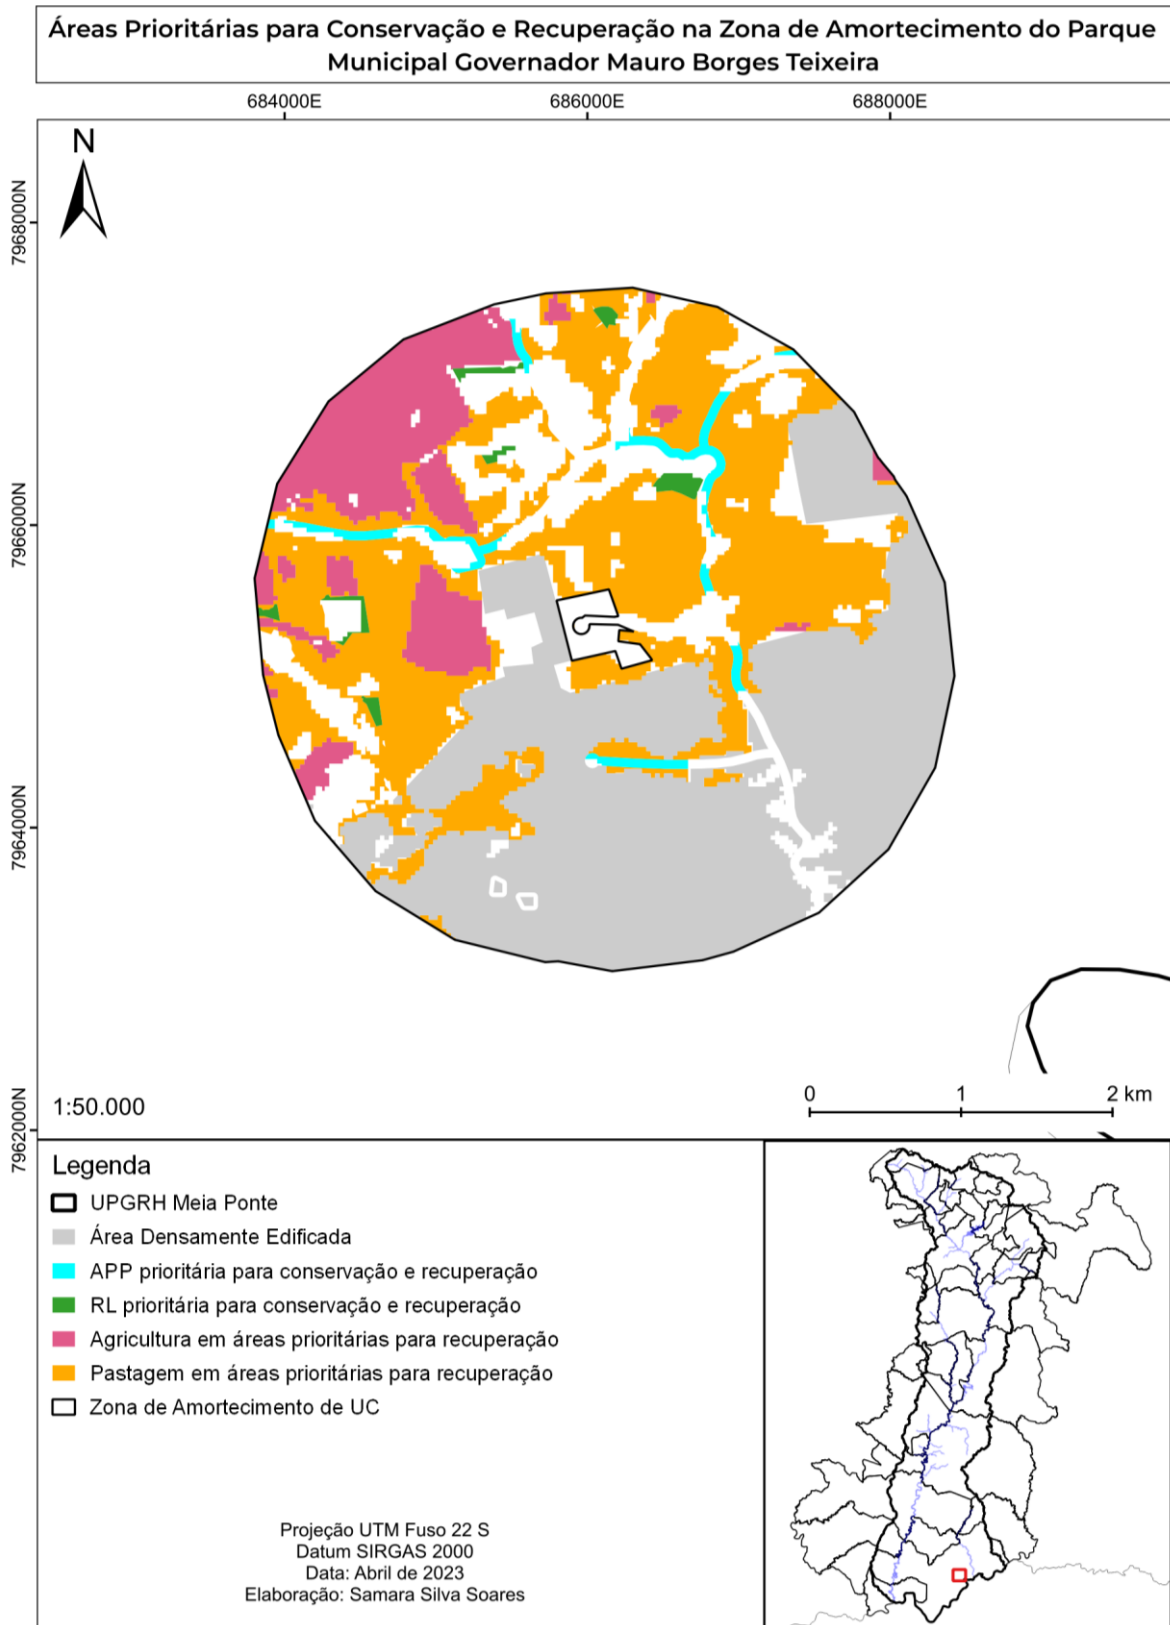 Áreas Prioritárias para Conservação e Recuperação na Zona de Amortecimento do Parque
Municipal Governador Mauro Borges Teixeira
684000E
686000E
688000E
N
7968000N
7966000N
7964000N
7962000N
1:50.000
0
1
2 km
Legenda
UPGRH Meia Ponte
Área Densamente Edificada
APP prioritária para conservação e recuperação
RL prioritária para conservação e recuperação
Agricultura em áreas prioritárias para recuperação
Pastagem em áreas prioritárias para recuperação
Zona de Amortecimento de UC
Projeção UTM Fuso 22 S
Datum SIRGAS 2000
Data: Abril de 2023
Elaboração: Samara Silva Soares